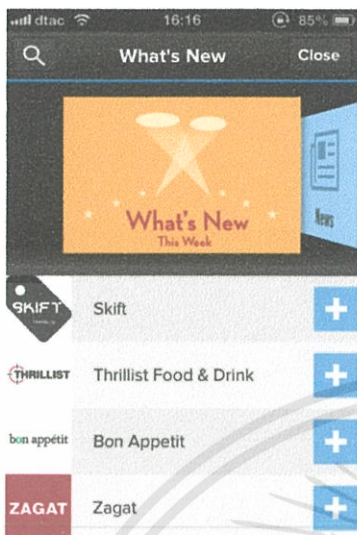 dtac 16:16 85%
What's New Close
What's New
This Week
News
SKIFT Skift
THRILLIST Thrillist Food & Drink
bon appétit Bon Appetit
ZAGAT Zagat